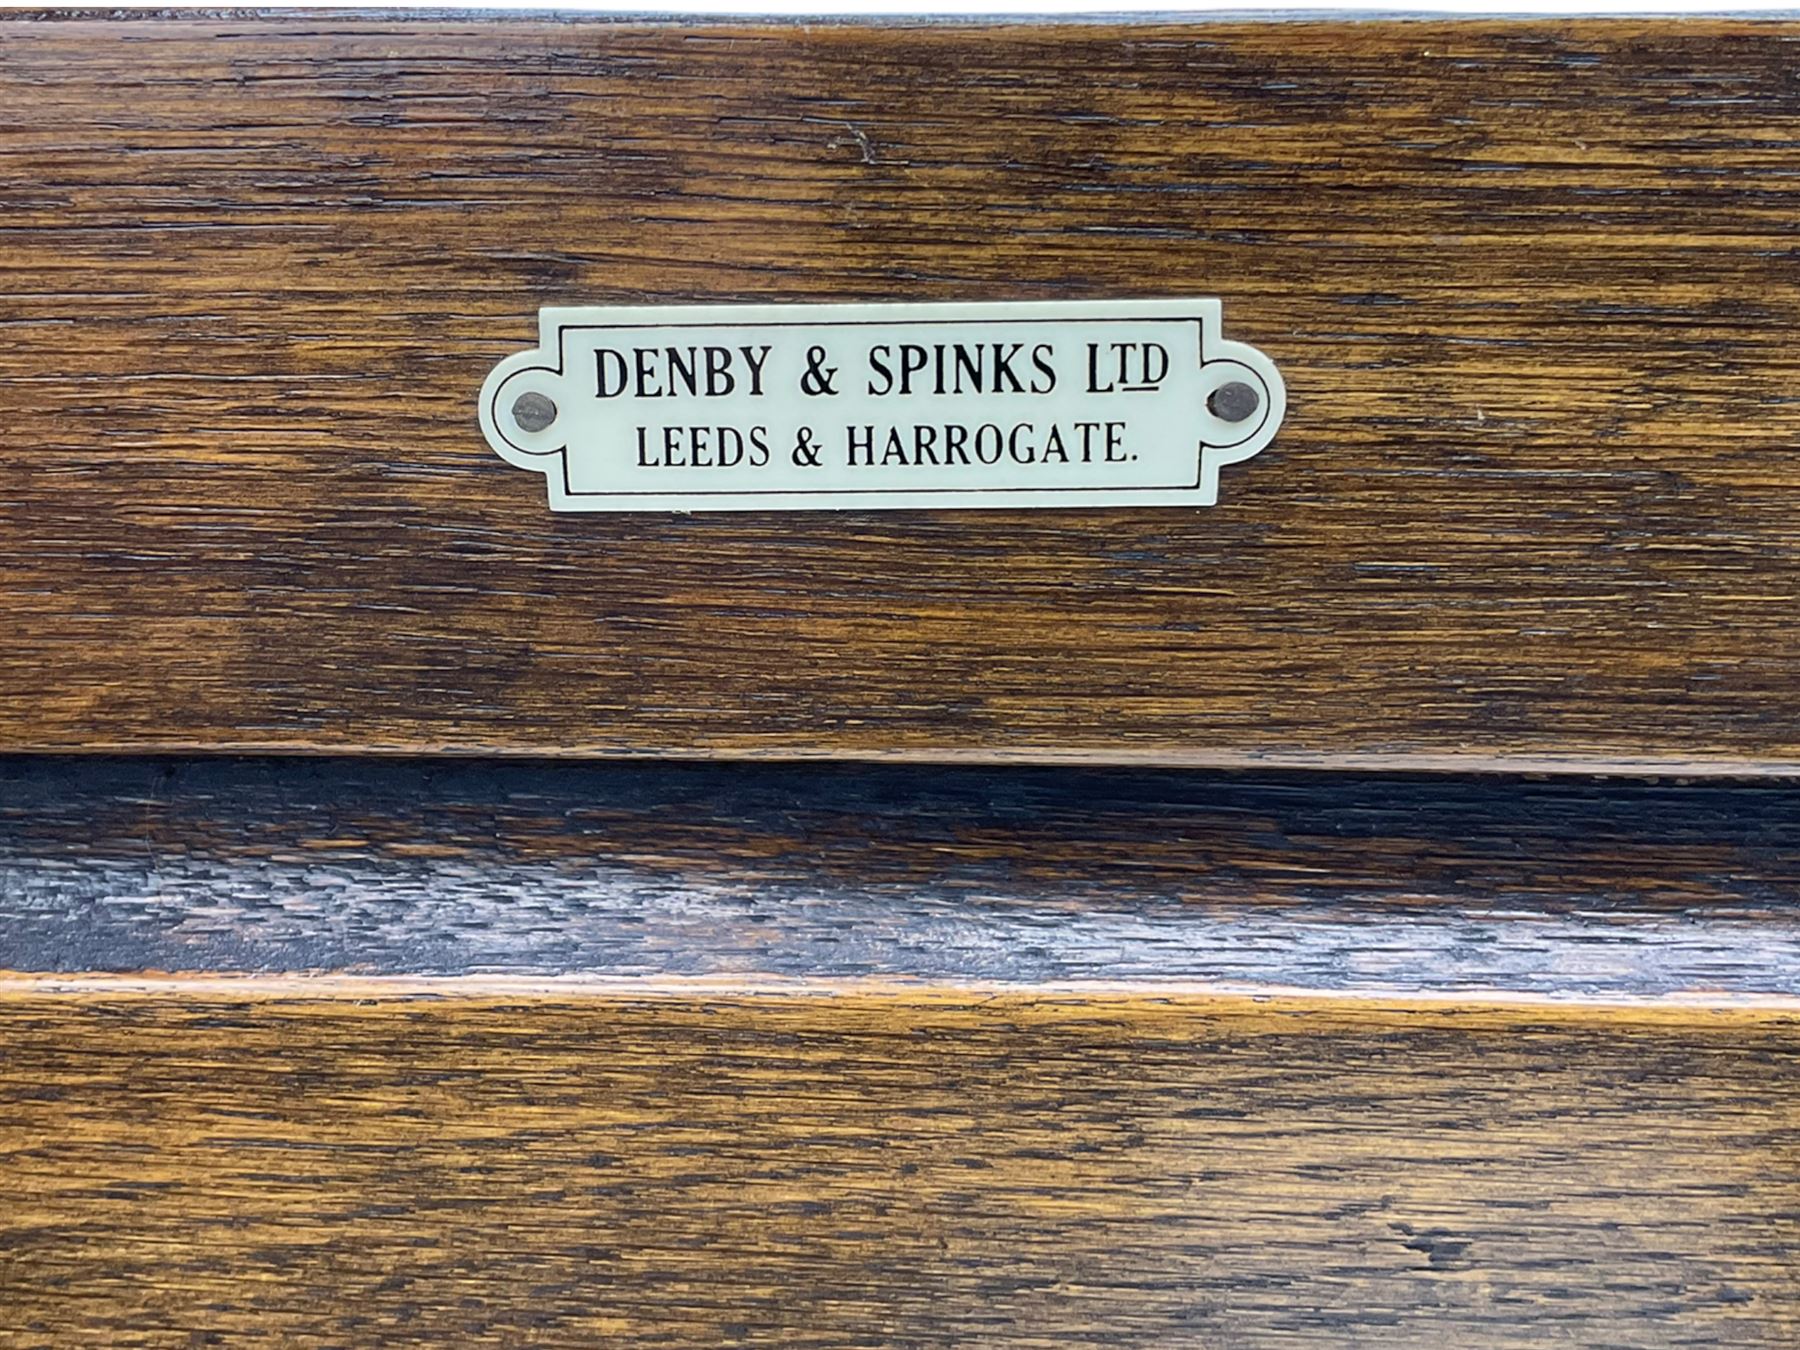 DENBY & SPINKS LTD
LEEDS & HARROGATE.